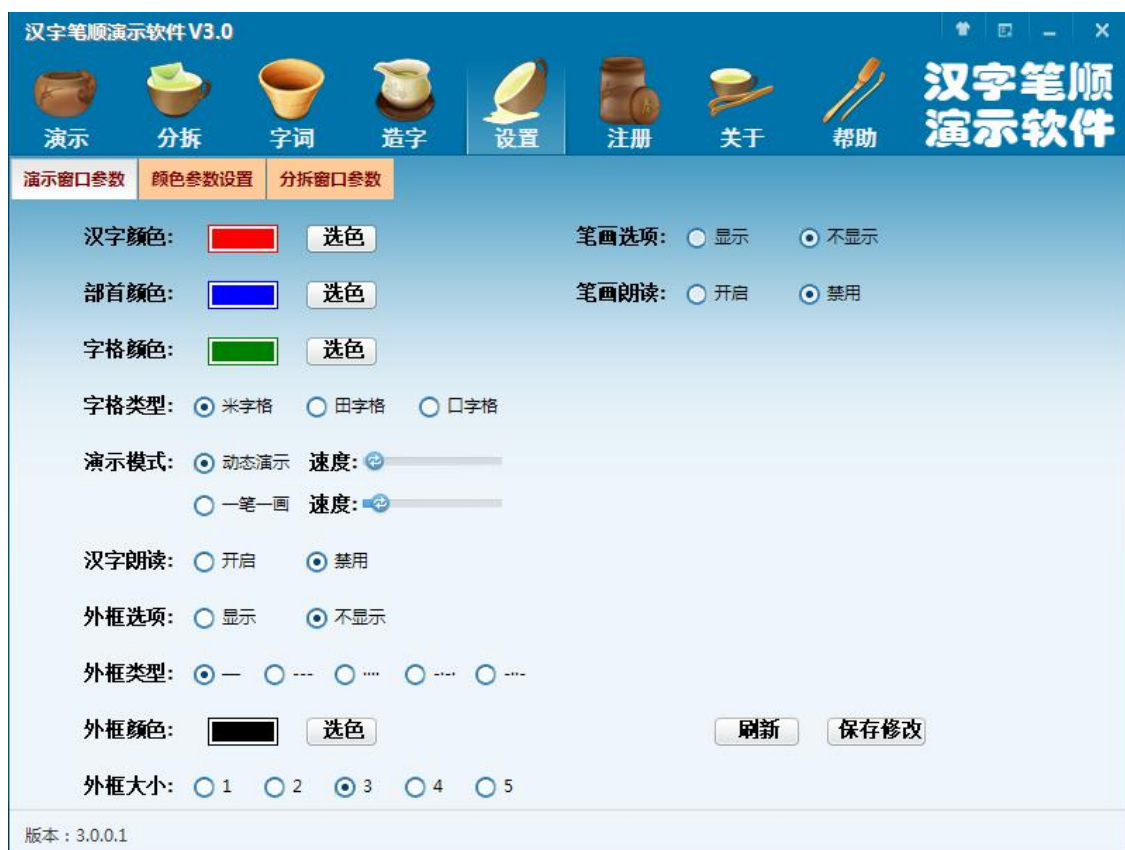 汉字笔顺演示软件V3.0
演示 分拆 字词 造字 设置 注册 关于 帮助
汉字笔顺
演示软件
演示窗口参数 颜色参数设置 分拆窗口参数
汉字颜色: 选色 笔画选项: 显示 不显示
部首颜色: 选色 笔画朗读: 开启 禁用
字格颜色: 选色
字格类型: 米字格 田字格 口字格
演示模式: 动态演示 速度:
一笔一画 速度:
汉字朗读: 开启 禁用
外框选项: 显示 不显示
外框类型: — --- ···· -·-· -··-
外框颜色: 选色 刷新 保存修改
外框大小: 1 2 3 4 5
版本:3.0.0.1